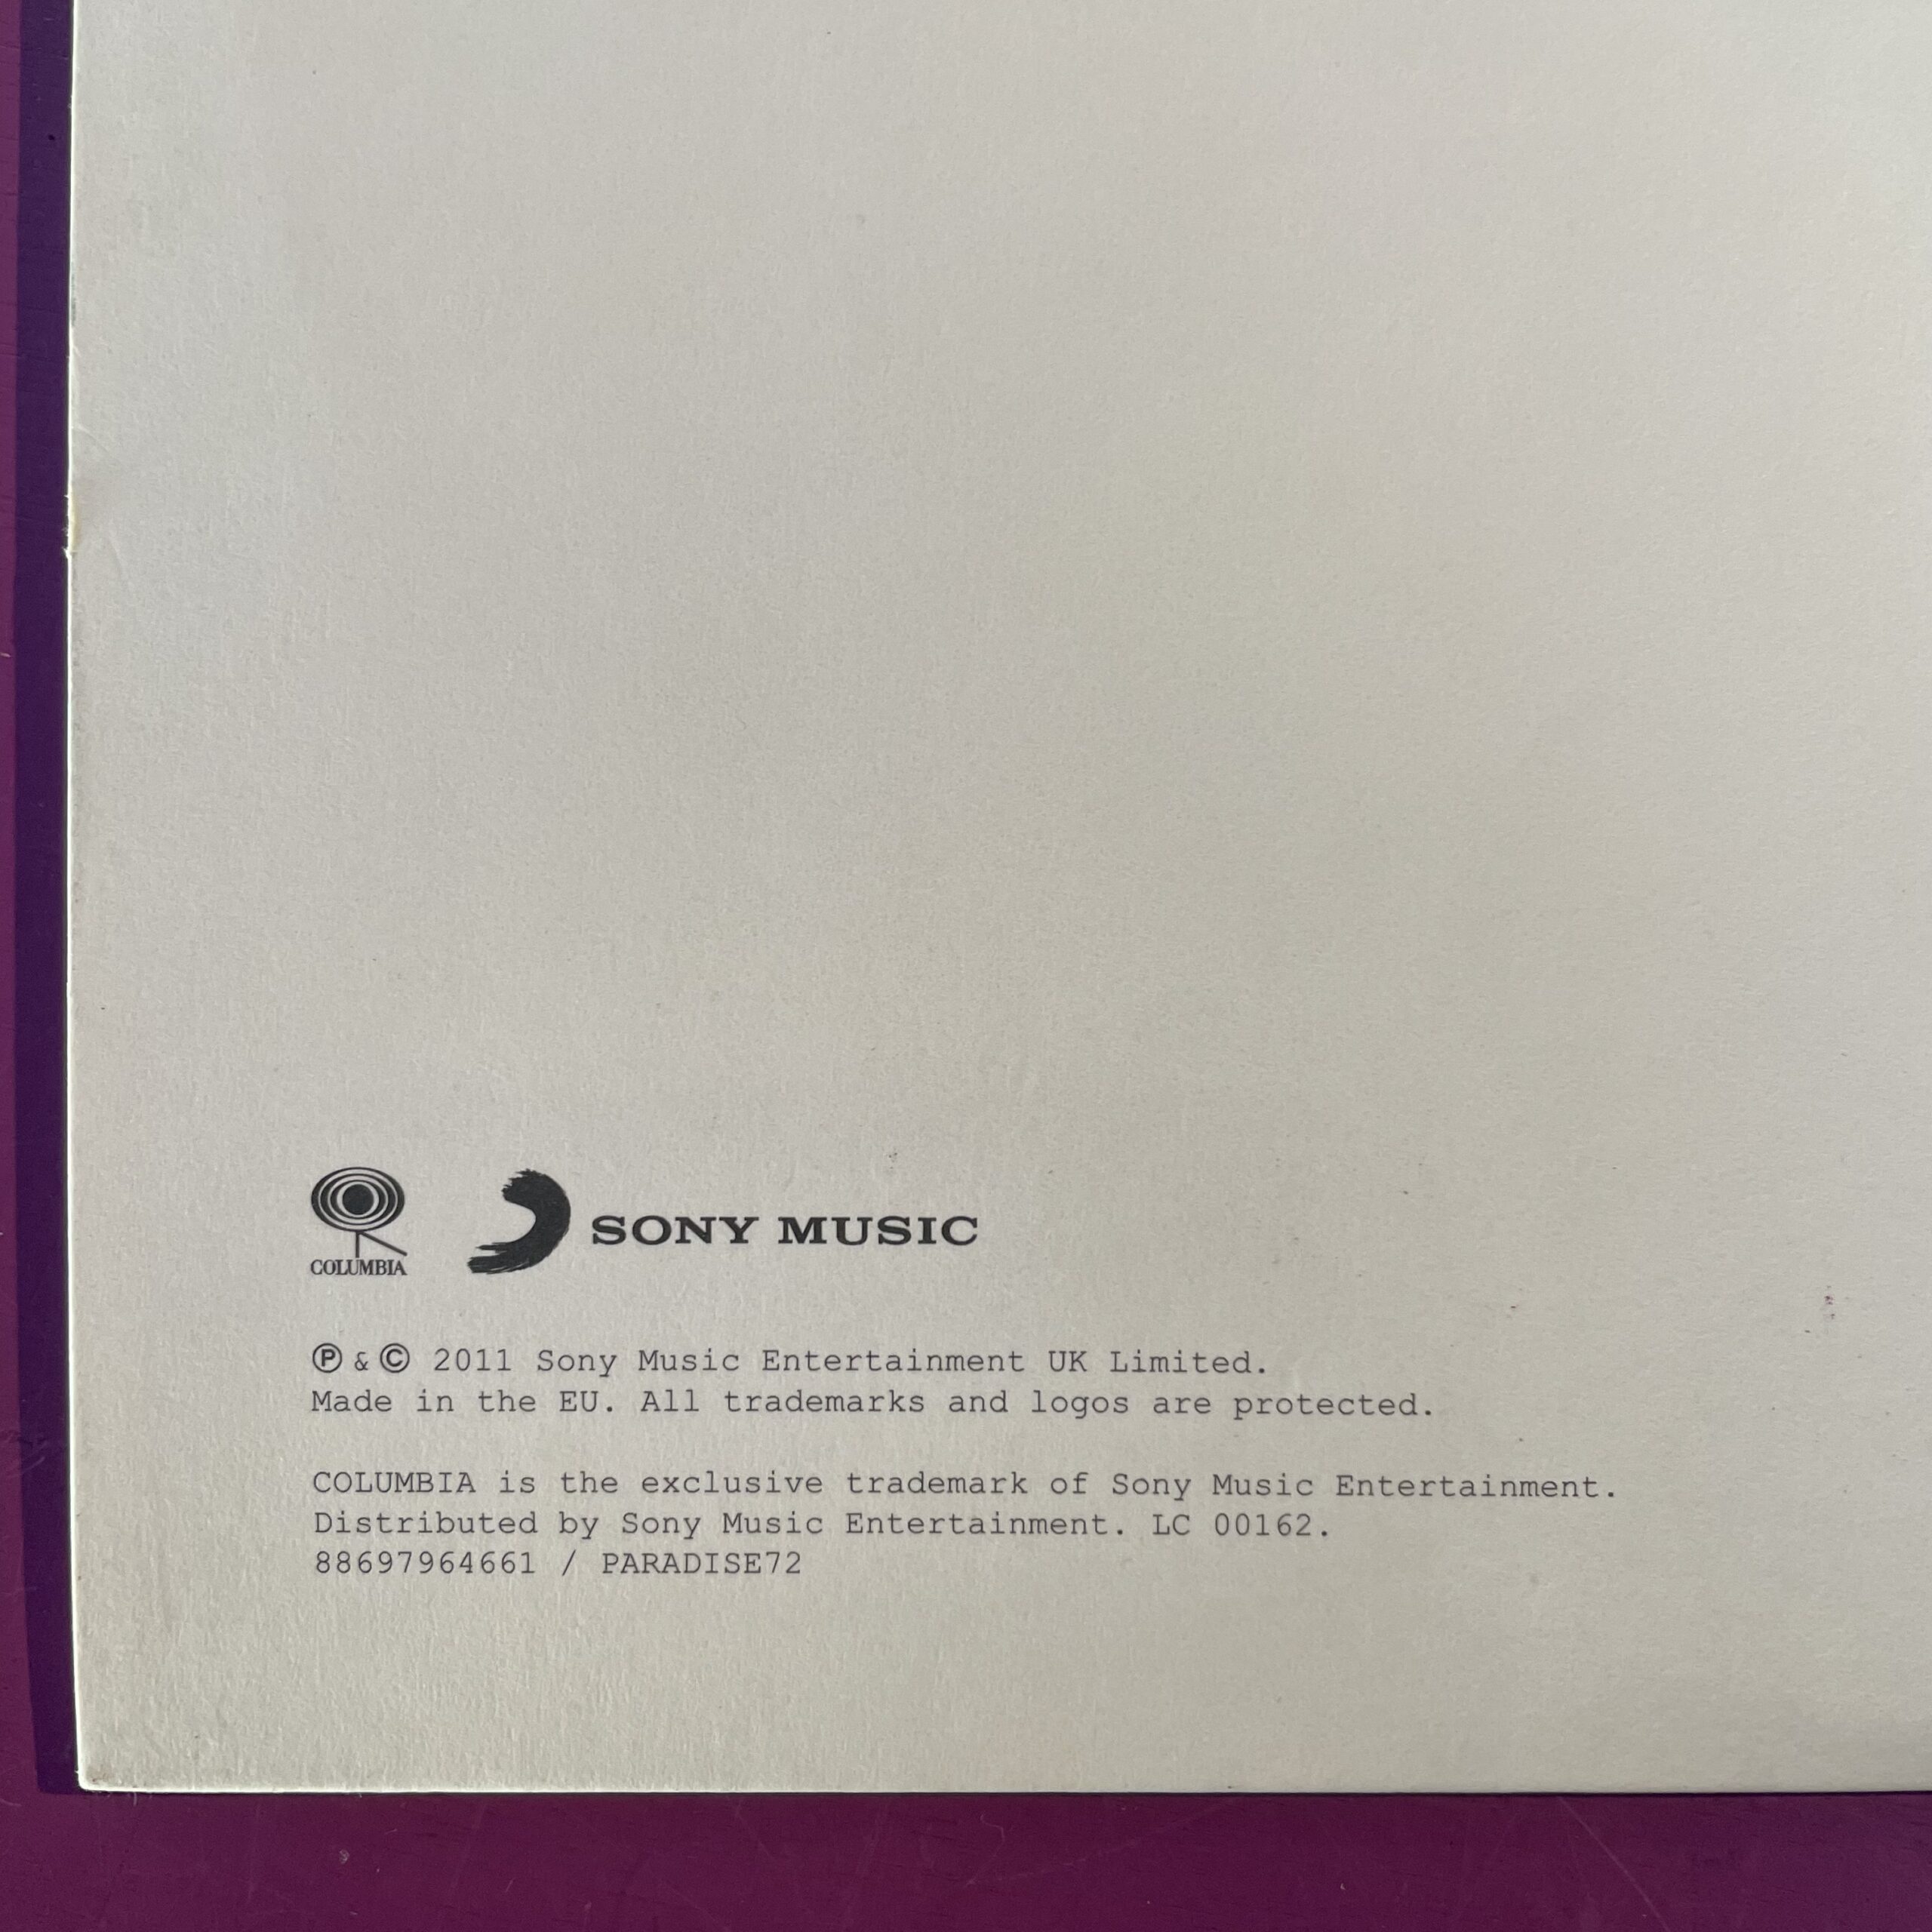 COLUMBIA
SONY MUSIC
℗ & © 2011 Sony Music Entertainment UK Limited.
Made in the EU. All trademarks and logos are protected.
COLUMBIA is the exclusive trademark of Sony Music Entertainment.
Distributed by Sony Music Entertainment. LC 00162.
88697964661 / PARADISE72